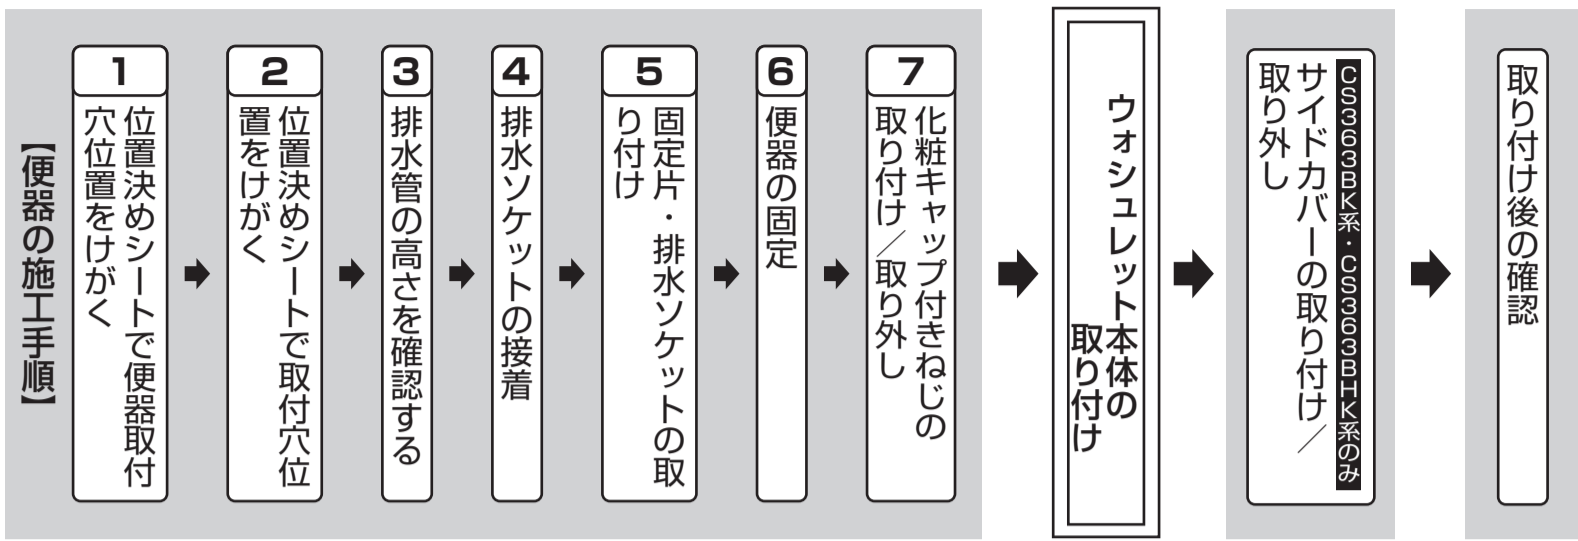 【便器の施工手順】
1
位置決めシートで便器取付
穴位置をけがく
2
位置決めシートで取付穴位
置をけがく
3
排水管の高さを確認する
4
排水ソケットの接着
5
固定片・排水ソケットの取
り付け
6
便器の固定
7
化粧キャップ付きねじの
取り付け／取り外し
ウォシュレット本体の
取り付け
CS363BK系・CS363BHK系のみ
サイドカバーの取り付け／
取り外し
取り付け後の確認